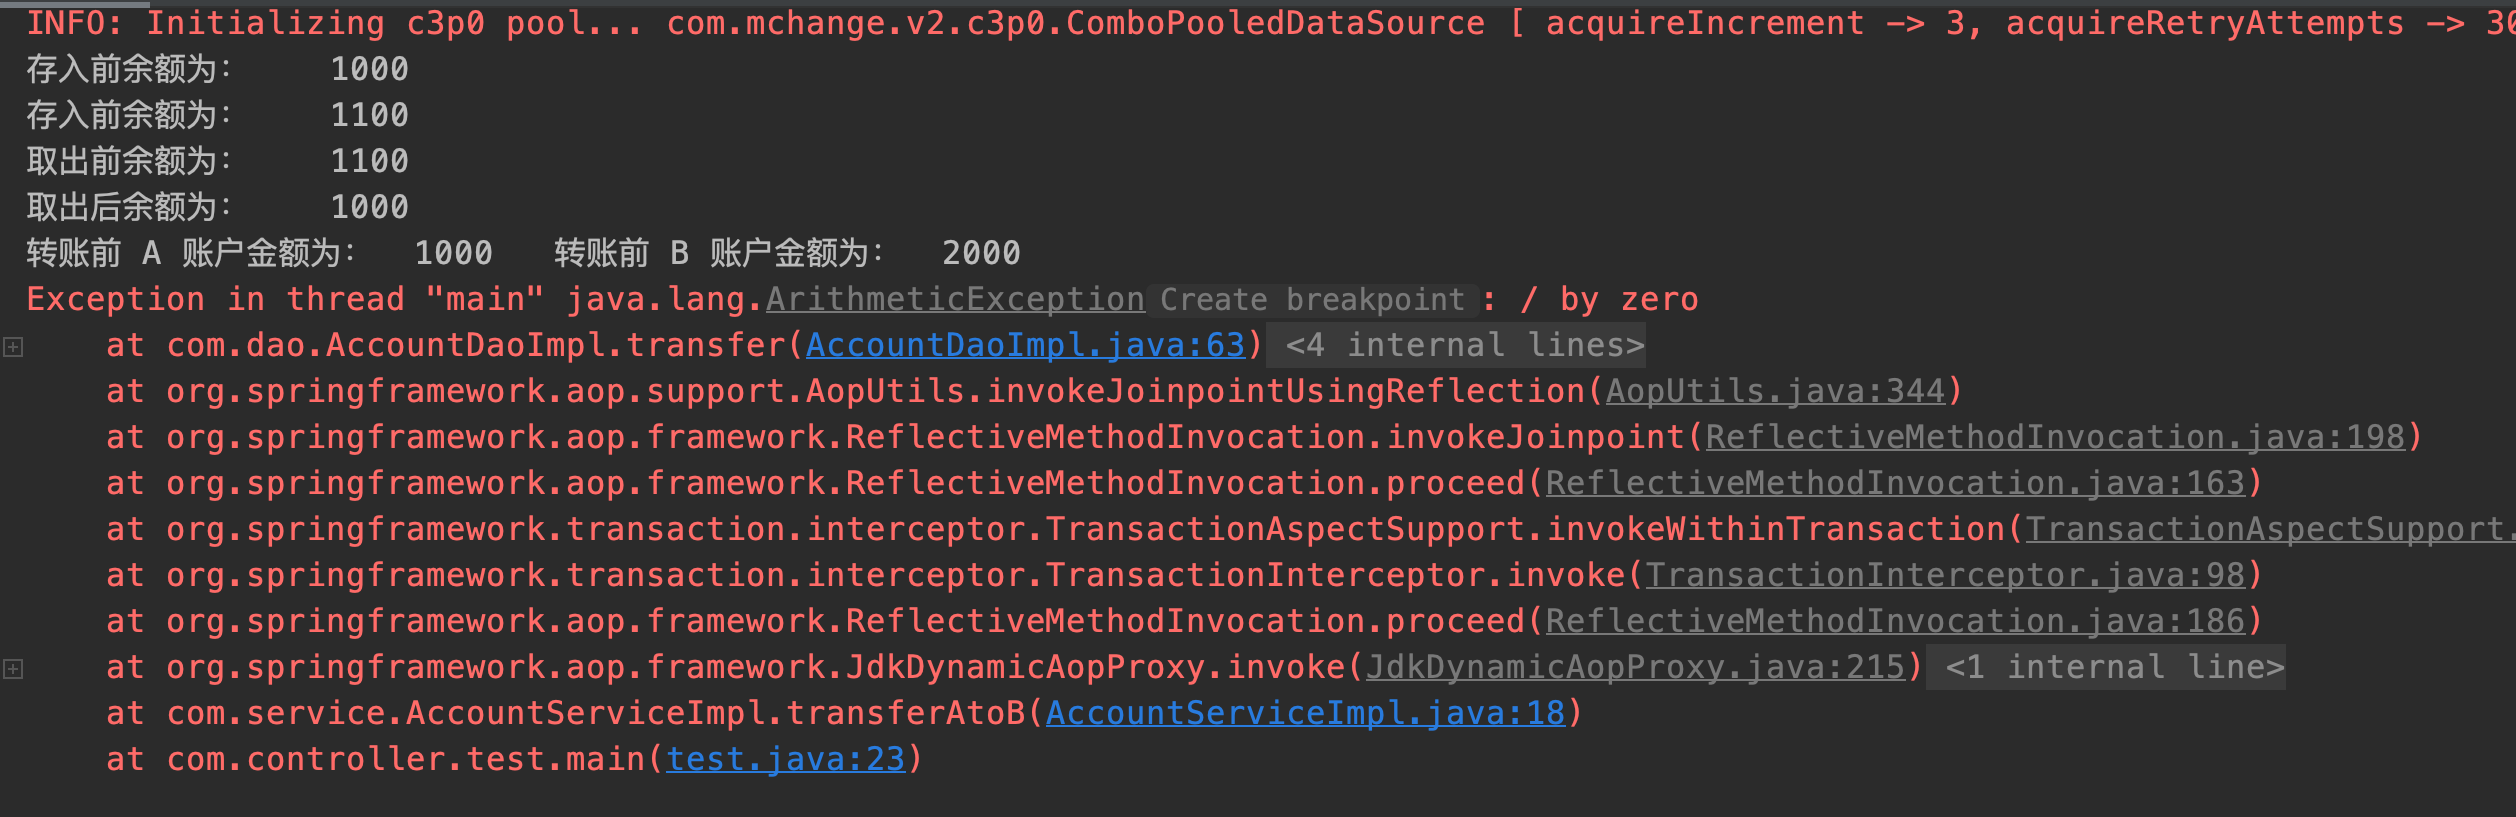 INFO: Initializing c3p0 pool... com.mchange.v2.c3p0.ComboPooledDataSource [ acquireIncrement -> 3, acquireRetryAttempts -> 30
存入前余额为：    1000
存入前余额为：    1100
取出前余额为：    1100
取出后余额为：    1000
转账前 A 账户金额为：  1000   转账前 B 账户金额为：  2000
Exception in thread "main" java.lang.ArithmeticException Create breakpoint : / by zero
    at com.dao.AccountDaoImpl.transfer(AccountDaoImpl.java:63) <4 internal lines>
    at org.springframework.aop.support.AopUtils.invokeJoinpointUsingReflection(AopUtils.java:344)
    at org.springframework.aop.framework.ReflectiveMethodInvocation.invokeJoinpoint(ReflectiveMethodInvocation.java:198)
    at org.springframework.aop.framework.ReflectiveMethodInvocation.proceed(ReflectiveMethodInvocation.java:163)
    at org.springframework.transaction.interceptor.TransactionAspectSupport.invokeWithinTransaction(TransactionAspectSupport.
    at org.springframework.transaction.interceptor.TransactionInterceptor.invoke(TransactionInterceptor.java:98)
    at org.springframework.aop.framework.ReflectiveMethodInvocation.proceed(ReflectiveMethodInvocation.java:186)
    at org.springframework.aop.framework.JdkDynamicAopProxy.invoke(JdkDynamicAopProxy.java:215) <1 internal line>
    at com.service.AccountServiceImpl.transferAtoB(AccountServiceImpl.java:18)
    at com.controller.test.main(test.java:23)